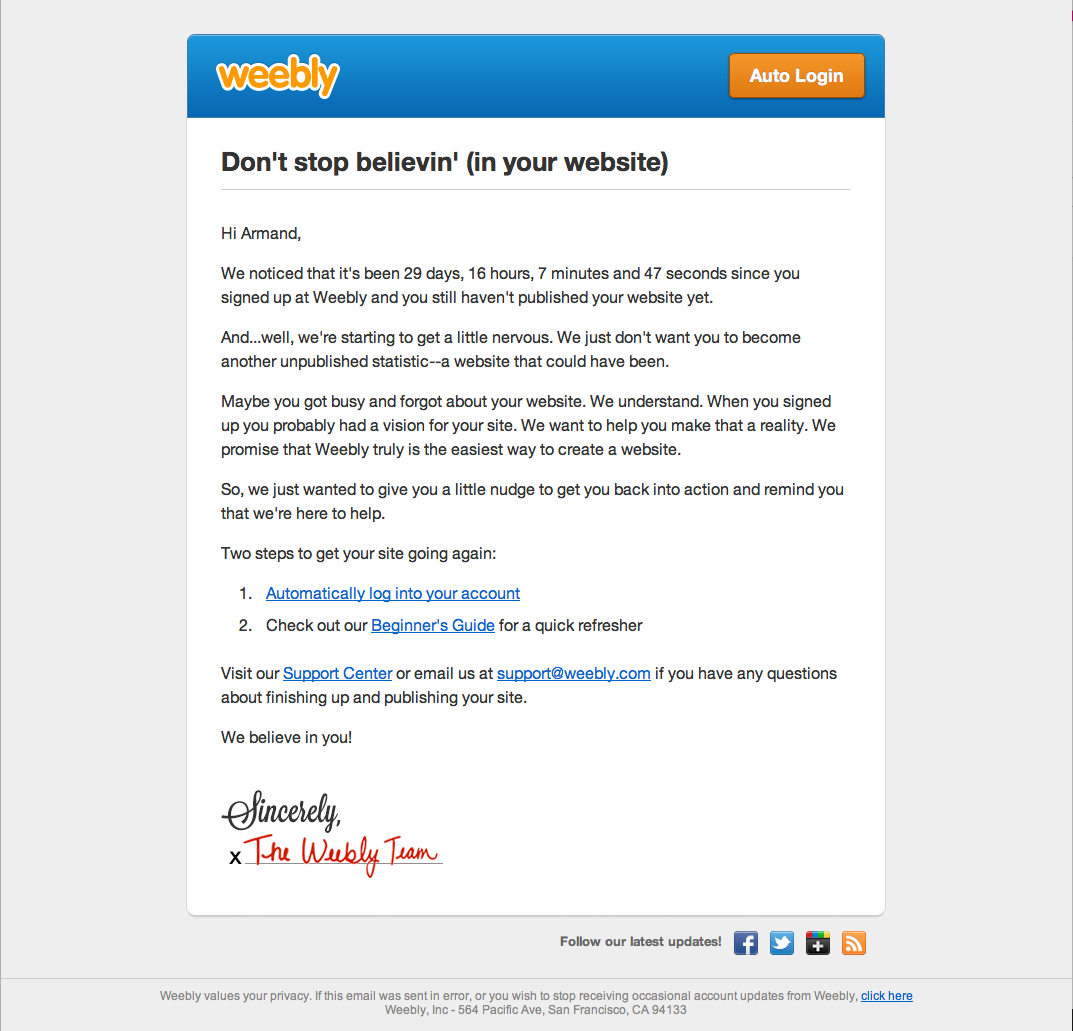 weebly
Auto Login
Don't stop believin' (in your website)
Hi Armand,
We noticed that it's been 29 days, 16 hours, 7 minutes and 47 seconds since you
signed up at Weebly and you still haven't published your website yet.
And...well, we're starting to get a little nervous. We just don't want you to become
another unpublished statistic--a website that could have been.
Maybe you got busy and forgot about your website. We understand. When you signed
up you probably had a vision for your site. We want to help you make that a reality. We
promise that Weebly truly is the easiest way to create a website.
So, we just wanted to give you a little nudge to get you back into action and remind you
that we're here to help.
Two steps to get your site going again:
1. Automatically log into your account
2. Check out our Beginner's Guide for a quick refresher
Visit our Support Center or email us at support@weebly.com if you have any questions
about finishing up and publishing your site.
We believe in you!
Sincerely,
x The Weebly Team
Follow our latest updates!
Weebly values your privacy. If this email was sent in error, or you wish to stop receiving occasional account updates from Weebly, click here
Weebly, Inc - 564 Pacific Ave, San Francisco, CA 94133